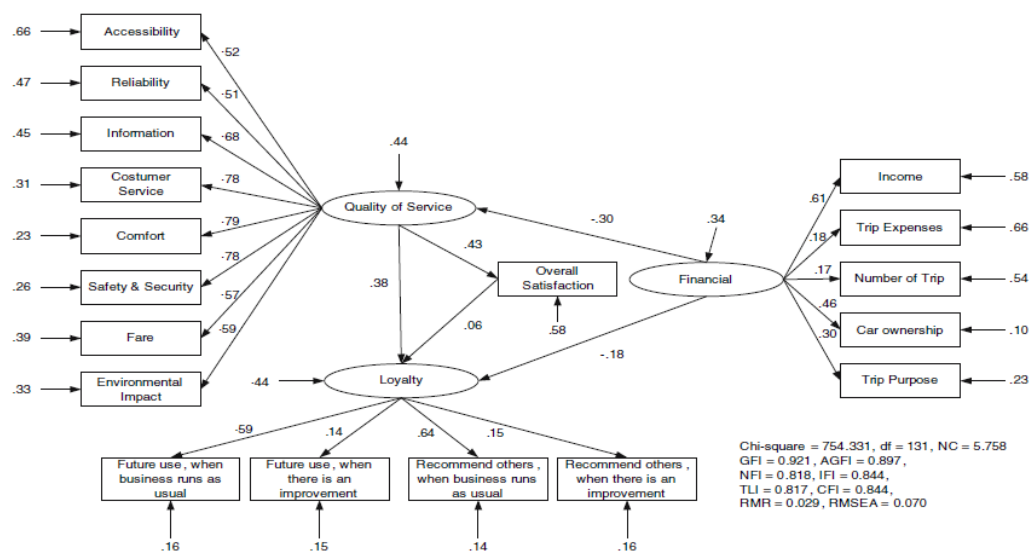 .66
Accessibility
.47
Reliability
.45
Information
.31
Costumer
Service
.23
Comfort
.26
Safety & Security
.39
Fare
.33
Environmental
Impact
·52
·51
·68
·78
·79
·78
·57
·59
.44
Quality of Service
-.30
.34
Financial
.43
.38
Overall
Satisfaction
.58
.06
-.18
·44
Loyalty
.61
.18
.17
.46
.30
Income
.58
Trip Expenses
.66
Number of Trip
.54
Car ownership
.10
Trip Purpose
.23
·59
.14
.64
.15
Future use, when
business runs as
usual
Future use, when
there is an
improvement
Recommend others ,
when business runs
as usual
Recommend others ,
when there is an
improvement
.16
.15
.14
.16
Chi-square = 754.331, df = 131, NC = 5.758
GFI = 0.921, AGFI = 0.897,
NFI = 0.818, IFI = 0.844,
TLI = 0.817, CFI = 0.844,
RMR = 0.029, RMSEA = 0.070